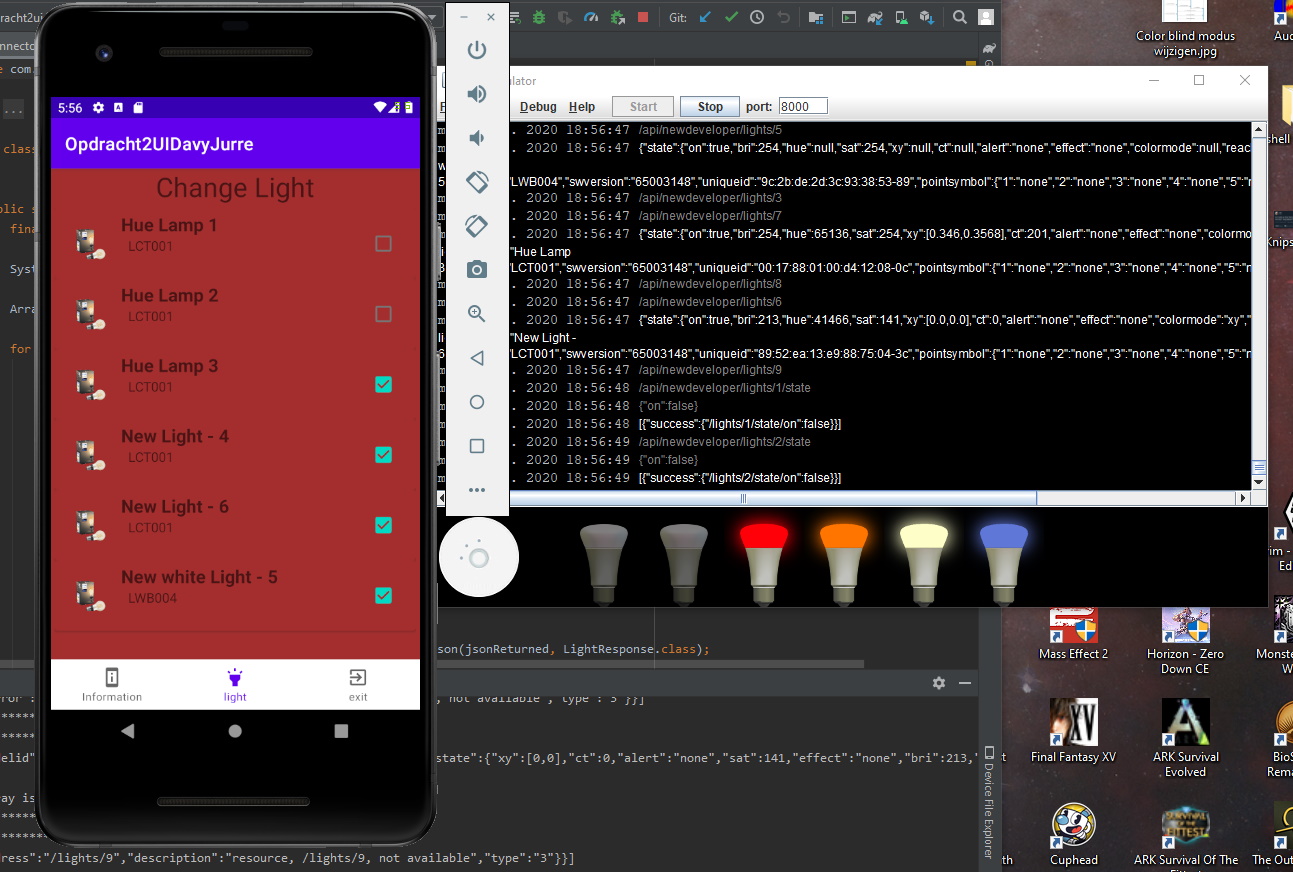 racht2ui
Git:
nnecto
e com.
...
class
blic s
fina
Syst
Arra
for
5:56
Opdracht2UIDavyJurre
Change Light
Hue Lamp 1
LCT001
Hue Lamp 2
LCT001
Hue Lamp 3
LCT001
New Light - 4
LCT001
New Light - 6
LCT001
New white Light - 5
LWB004
Information
light
exit
ulator
Debug
Help
Start
Stop
port:
8000
. 2020 18:56:47 /api/newdeveloper/lights/5
. 2020 18:56:47 {"state":{"on":true,"bri":254,"hue":null,"sat":254,"xy":null,"ct":null,"alert":"none","effect":"none","colormode":null,"reac
"LWB004","swversion":"65003148","uniqueid":"9c:2b:de:2d:3c:93:38:53-89","pointsymbol":{"1":"none","2":"none","3":"none","4":"none","5":"n
. 2020 18:56:47 /api/newdeveloper/lights/3
. 2020 18:56:47 /api/newdeveloper/lights/7
. 2020 18:56:47 {"state":{"on":true,"bri":254,"hue":65136,"sat":254,"xy":[0.346,0.3568],"ct":201,"alert":"none","effect":"none","colormo
"Hue Lamp
"LCT001","swversion":"65003148","uniqueid":"00:17:88:01:00:d4:12:08-0c","pointsymbol":{"1":"none","2":"none","3":"none","4":"none","5":"n
. 2020 18:56:47 /api/newdeveloper/lights/8
. 2020 18:56:47 /api/newdeveloper/lights/6
. 2020 18:56:47 {"state":{"on":true,"bri":213,"hue":41466,"sat":141,"xy":[0.0,0.0],"ct":0,"alert":"none","effect":"none","colormode":"xy","
"New Light -
"LCT001","swversion":"65003148","uniqueid":"89:52:ea:13:e9:88:75:04-3c","pointsymbol":{"1":"none","2":"none","3":"none","4":"none","5":"n
. 2020 18:56:47 /api/newdeveloper/lights/9
. 2020 18:56:48 /api/newdeveloper/lights/1/state
. 2020 18:56:48 {"on":false}
. 2020 18:56:48 [{"success":{"/lights/1/state/on":false}}]
. 2020 18:56:49 /api/newdeveloper/lights/2/state
. 2020 18:56:49 {"on":false}
. 2020 18:56:49 [{"success":{"/lights/2/state/on":false}}]
son(jsonReturned, LightResponse.class);
, not available","type":"3"}}]
delid"
state":{"xy":[0,0],"ct":0,"alert":"none","sat":141,"effect":"none","bri":213,"
ay is
dress":"/lights/9","description":"resource, /lights/9, not available","type":"3"}}]
Device File Explorer
Color blind modus
wijzigen.jpg
Auc
shell
Knips
Mass Effect 2
Horizon - Zero
Down CE
Monst
W
Final Fantasy XV
ARK Survival
Evolved
BioS
Rema
Cuphead
ARK Survival Of The
The Out